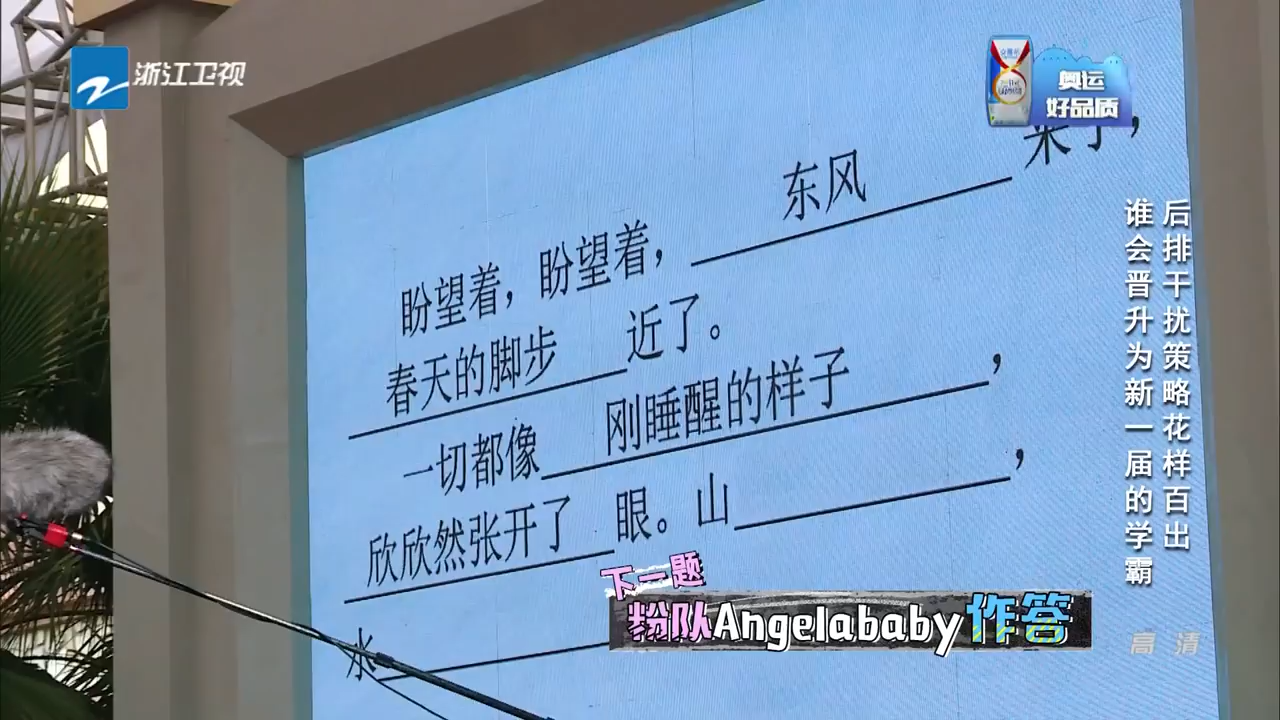 浙江卫视
奥运
好品质
盼望着，盼望着，东风来了，
春天的脚步近了。
一切都像刚睡醒的样子，
欣欣然张开了眼。山，
水
后排干扰策略花样百出
谁会晋升为新一届的学霸
下一题
粉队Angelababy作答
高清